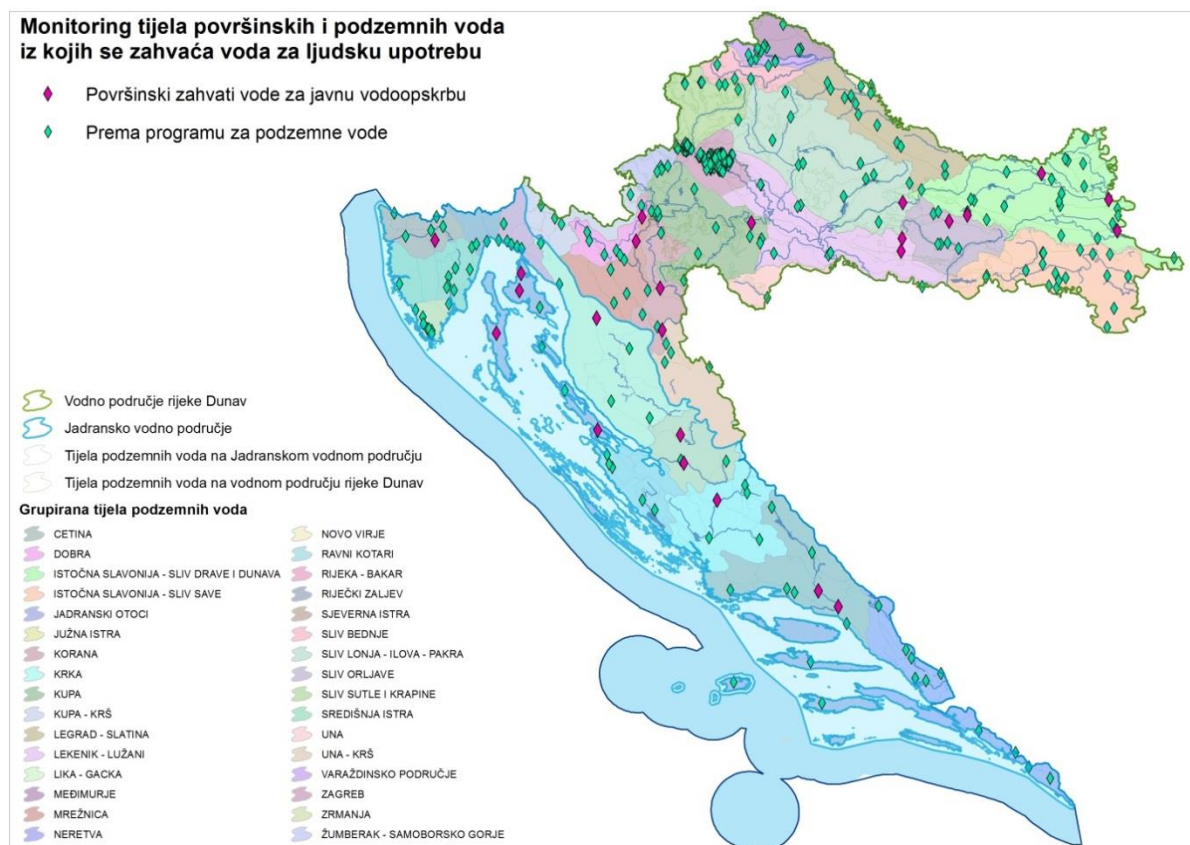 Monitoring tijela površinskih i podzemnih voda
iz kojih se zahvaća voda za ljudsku upotrebu
Površinski zahvati vode za javnu vodoopskrbu
Prema programu za podzemne vode
Vodno područje rijeke Dunav
Jadransko vodno područje
Tijela podzemnih voda na Jadranskom vodnom području
Tijela podzemnih voda na vodnom području rijeke Dunav
Grupirana tijela podzemnih voda
CETINA
DOBRA
ISTOČNA SLAVONIJA - SLIV DRAVE I DUNAVA
ISTOČNA SLAVONIJA - SLIV SAVE
JADRANSKI OTOCI
JUŽNA ISTRA
KORANA
KRKA
KUPA
KUPA - KRŠ
LEGRAD - SLATINA
LEKENIK - LUŽANI
LIKA - GACKA
MEĐIMURJE
MREŽNICA
NERETVA
NOVO VIRJE
RAVNI KOTARI
RIJEKA - BAKAR
RIJEČKI ZALJEV
SJEVERNA ISTRA
SLIV BEDNJE
SLIV LONJA - ILOVA - PAKRA
SLIV ORLJAVE
SLIV SUTLE I KRAPINE
SREDIŠNJA ISTRA
UNA
UNA - KRŠ
VARAŽDINSKO PODRUČJE
ZAGREB
ZRMANJA
ŽUMBERAK - SAMOBORSKO GORJE